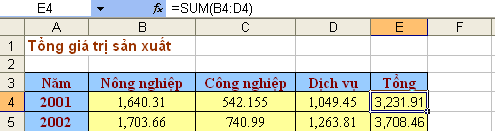 E4 fx =SUM(B4:D4)
A B C D E F
1 Tổng giá trị sản xuất
2
3 Năm Nông nghiệp Công nghiệp Dịch vụ Tổng
4 2001 1,640.31 542.155 1,049.45 3,231.91
5 2002 1,703.66 740.99 1,263.81 3,708.46